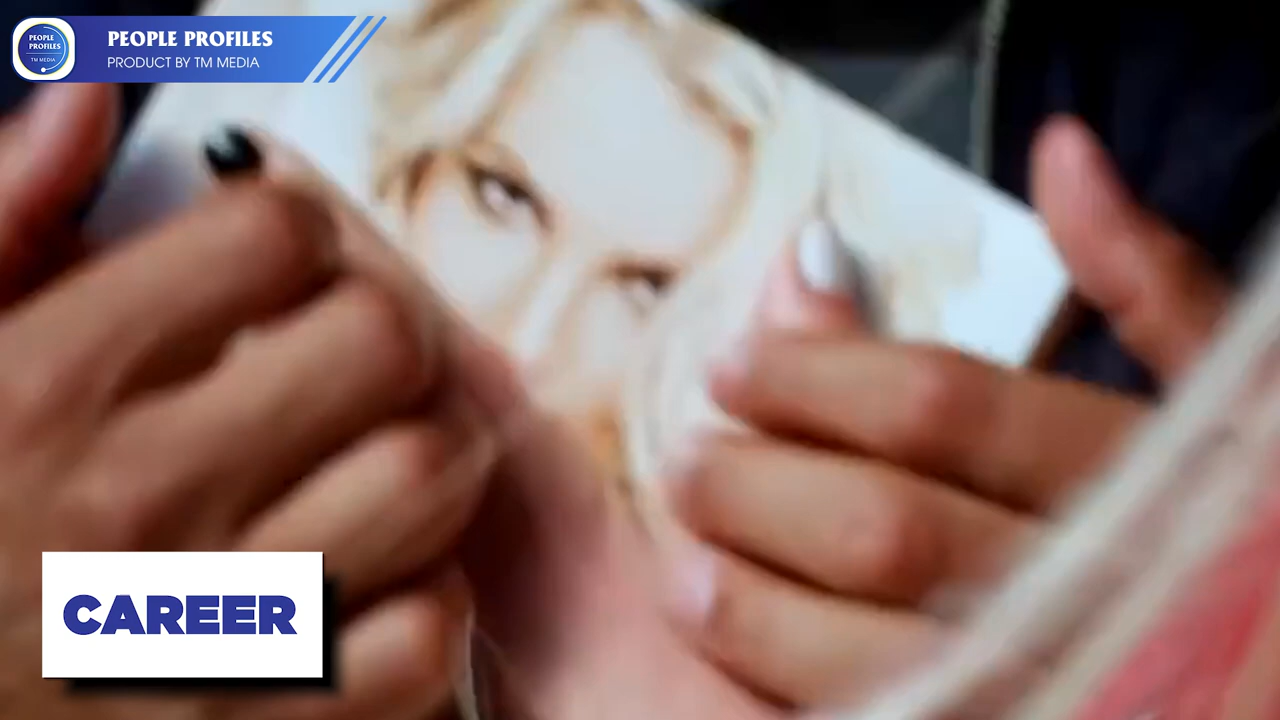 PEOPLE
PROFILES
TM MEDIA
PEOPLE PROFILES
PRODUCT BY TM MEDIA
CAREER